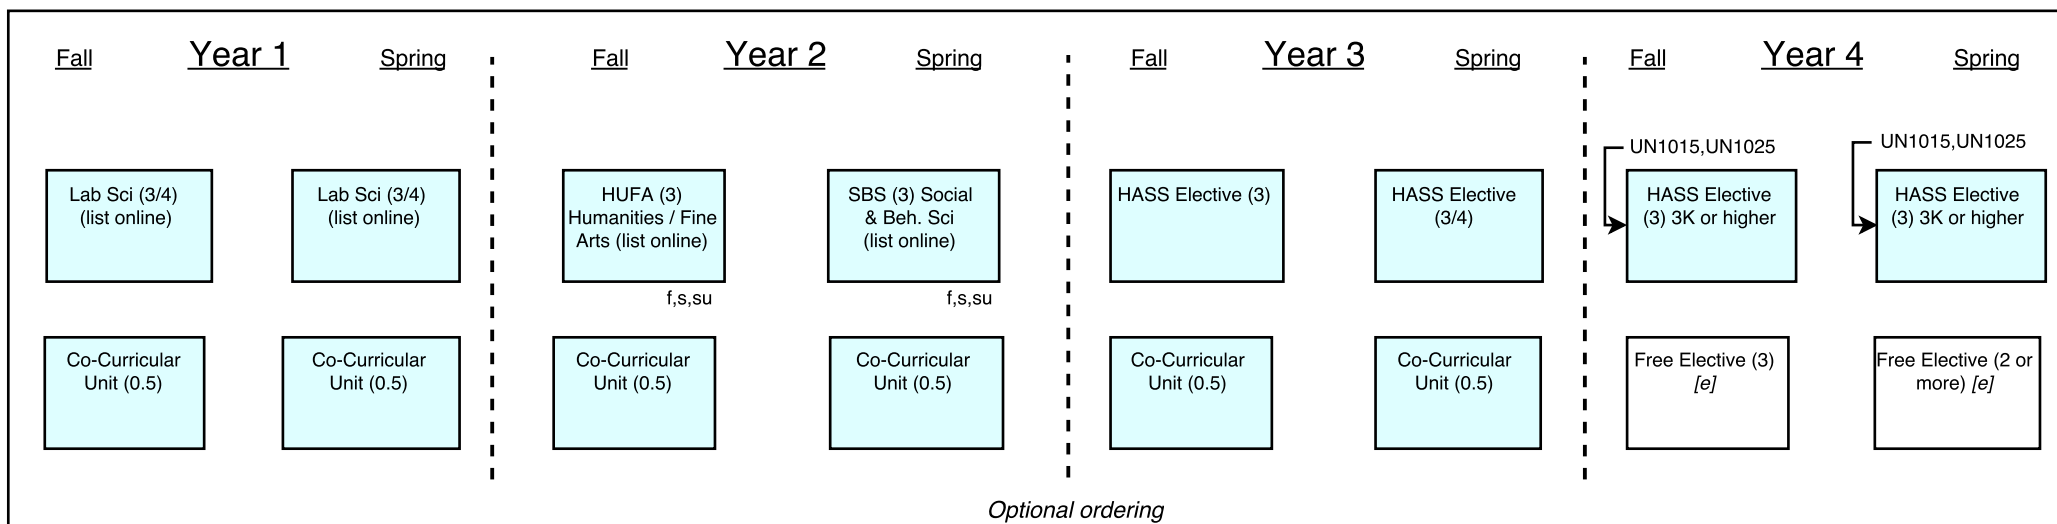 Fall Year 1 Spring
Fall Year 2 Spring
Fall Year 3 Spring
Fall Year 4 Spring
UN1015,UN1025
UN1015,UN1025
Lab Sci (3/4)
(list online)
Lab Sci (3/4)
(list online)
HUFA (3)
Humanities / Fine
Arts (list online)
f,s,su
SBS (3) Social
& Beh. Sci
(list online)
f,s,su
HASS Elective (3)
HASS Elective
(3/4)
HASS Elective
(3) 3K or higher
HASS Elective
(3) 3K or higher
Co-Curricular
Unit (0.5)
Co-Curricular
Unit (0.5)
Co-Curricular
Unit (0.5)
Co-Curricular
Unit (0.5)
Co-Curricular
Unit (0.5)
Co-Curricular
Unit (0.5)
Free Elective (3)
[e]
Free Elective (2 or
more) [e]
Optional ordering